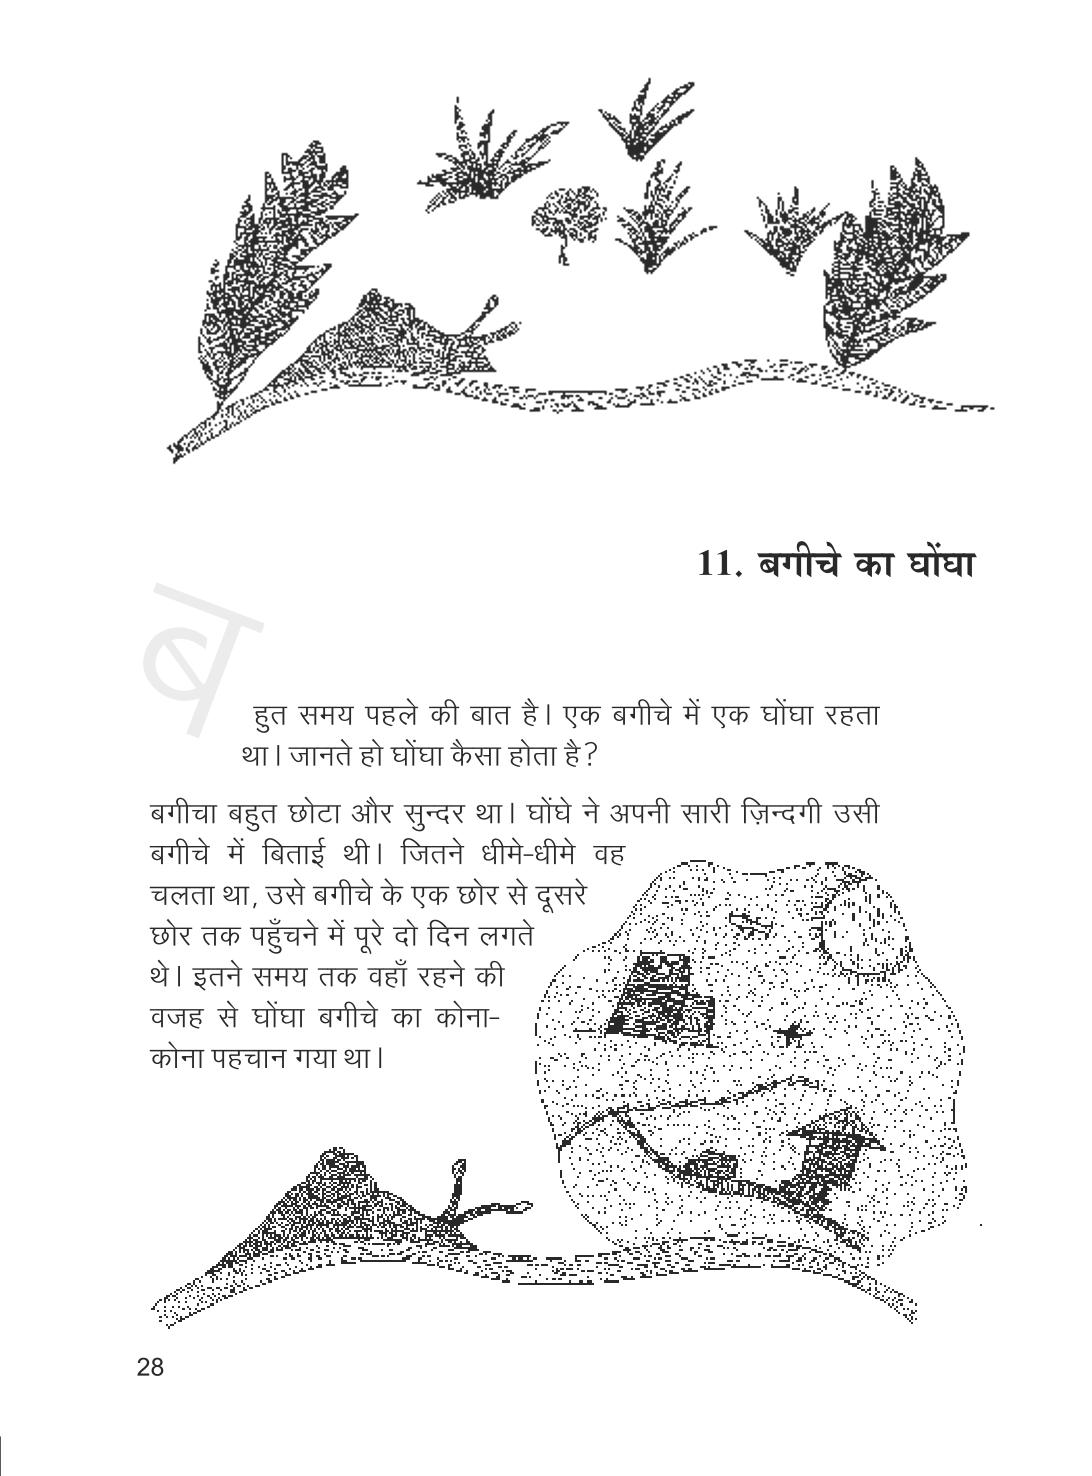 11. बगीचे का घोंघा
बहुत समय पहले की बात है। एक बगीचे में एक घोंघा रहता
था। जानते हो घोंघा कैसा होता है?
बगीचा बहुत छोटा और सुन्दर था। घोंघे ने अपनी सारी ज़िन्दगी उसी
बगीचे में बिताई थी। जितने धीमे-धीमे वह
चलता था, उसे बगीचे के एक छोर से दूसरे
छोर तक पहुँचने में पूरे दो दिन लगते
थे। इतने समय तक वहाँ रहने की
वजह से घोंघा बगीचे का कोना-
कोना पहचान गया था।
28